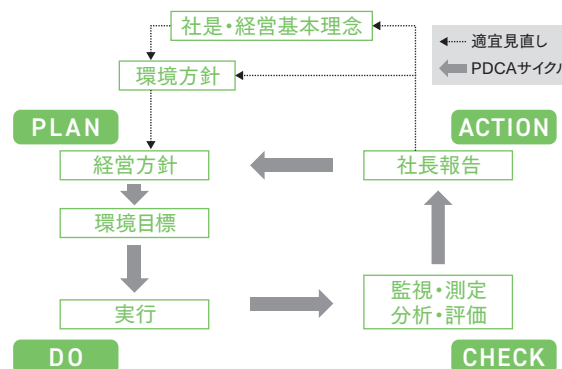 社是・経営基本理念
適宜見直し
環境方針
PDCAサイクル
PLAN
ACTION
経営方針
社長報告
環境目標
監視・測定
分析・評価
実行
DO
CHECK